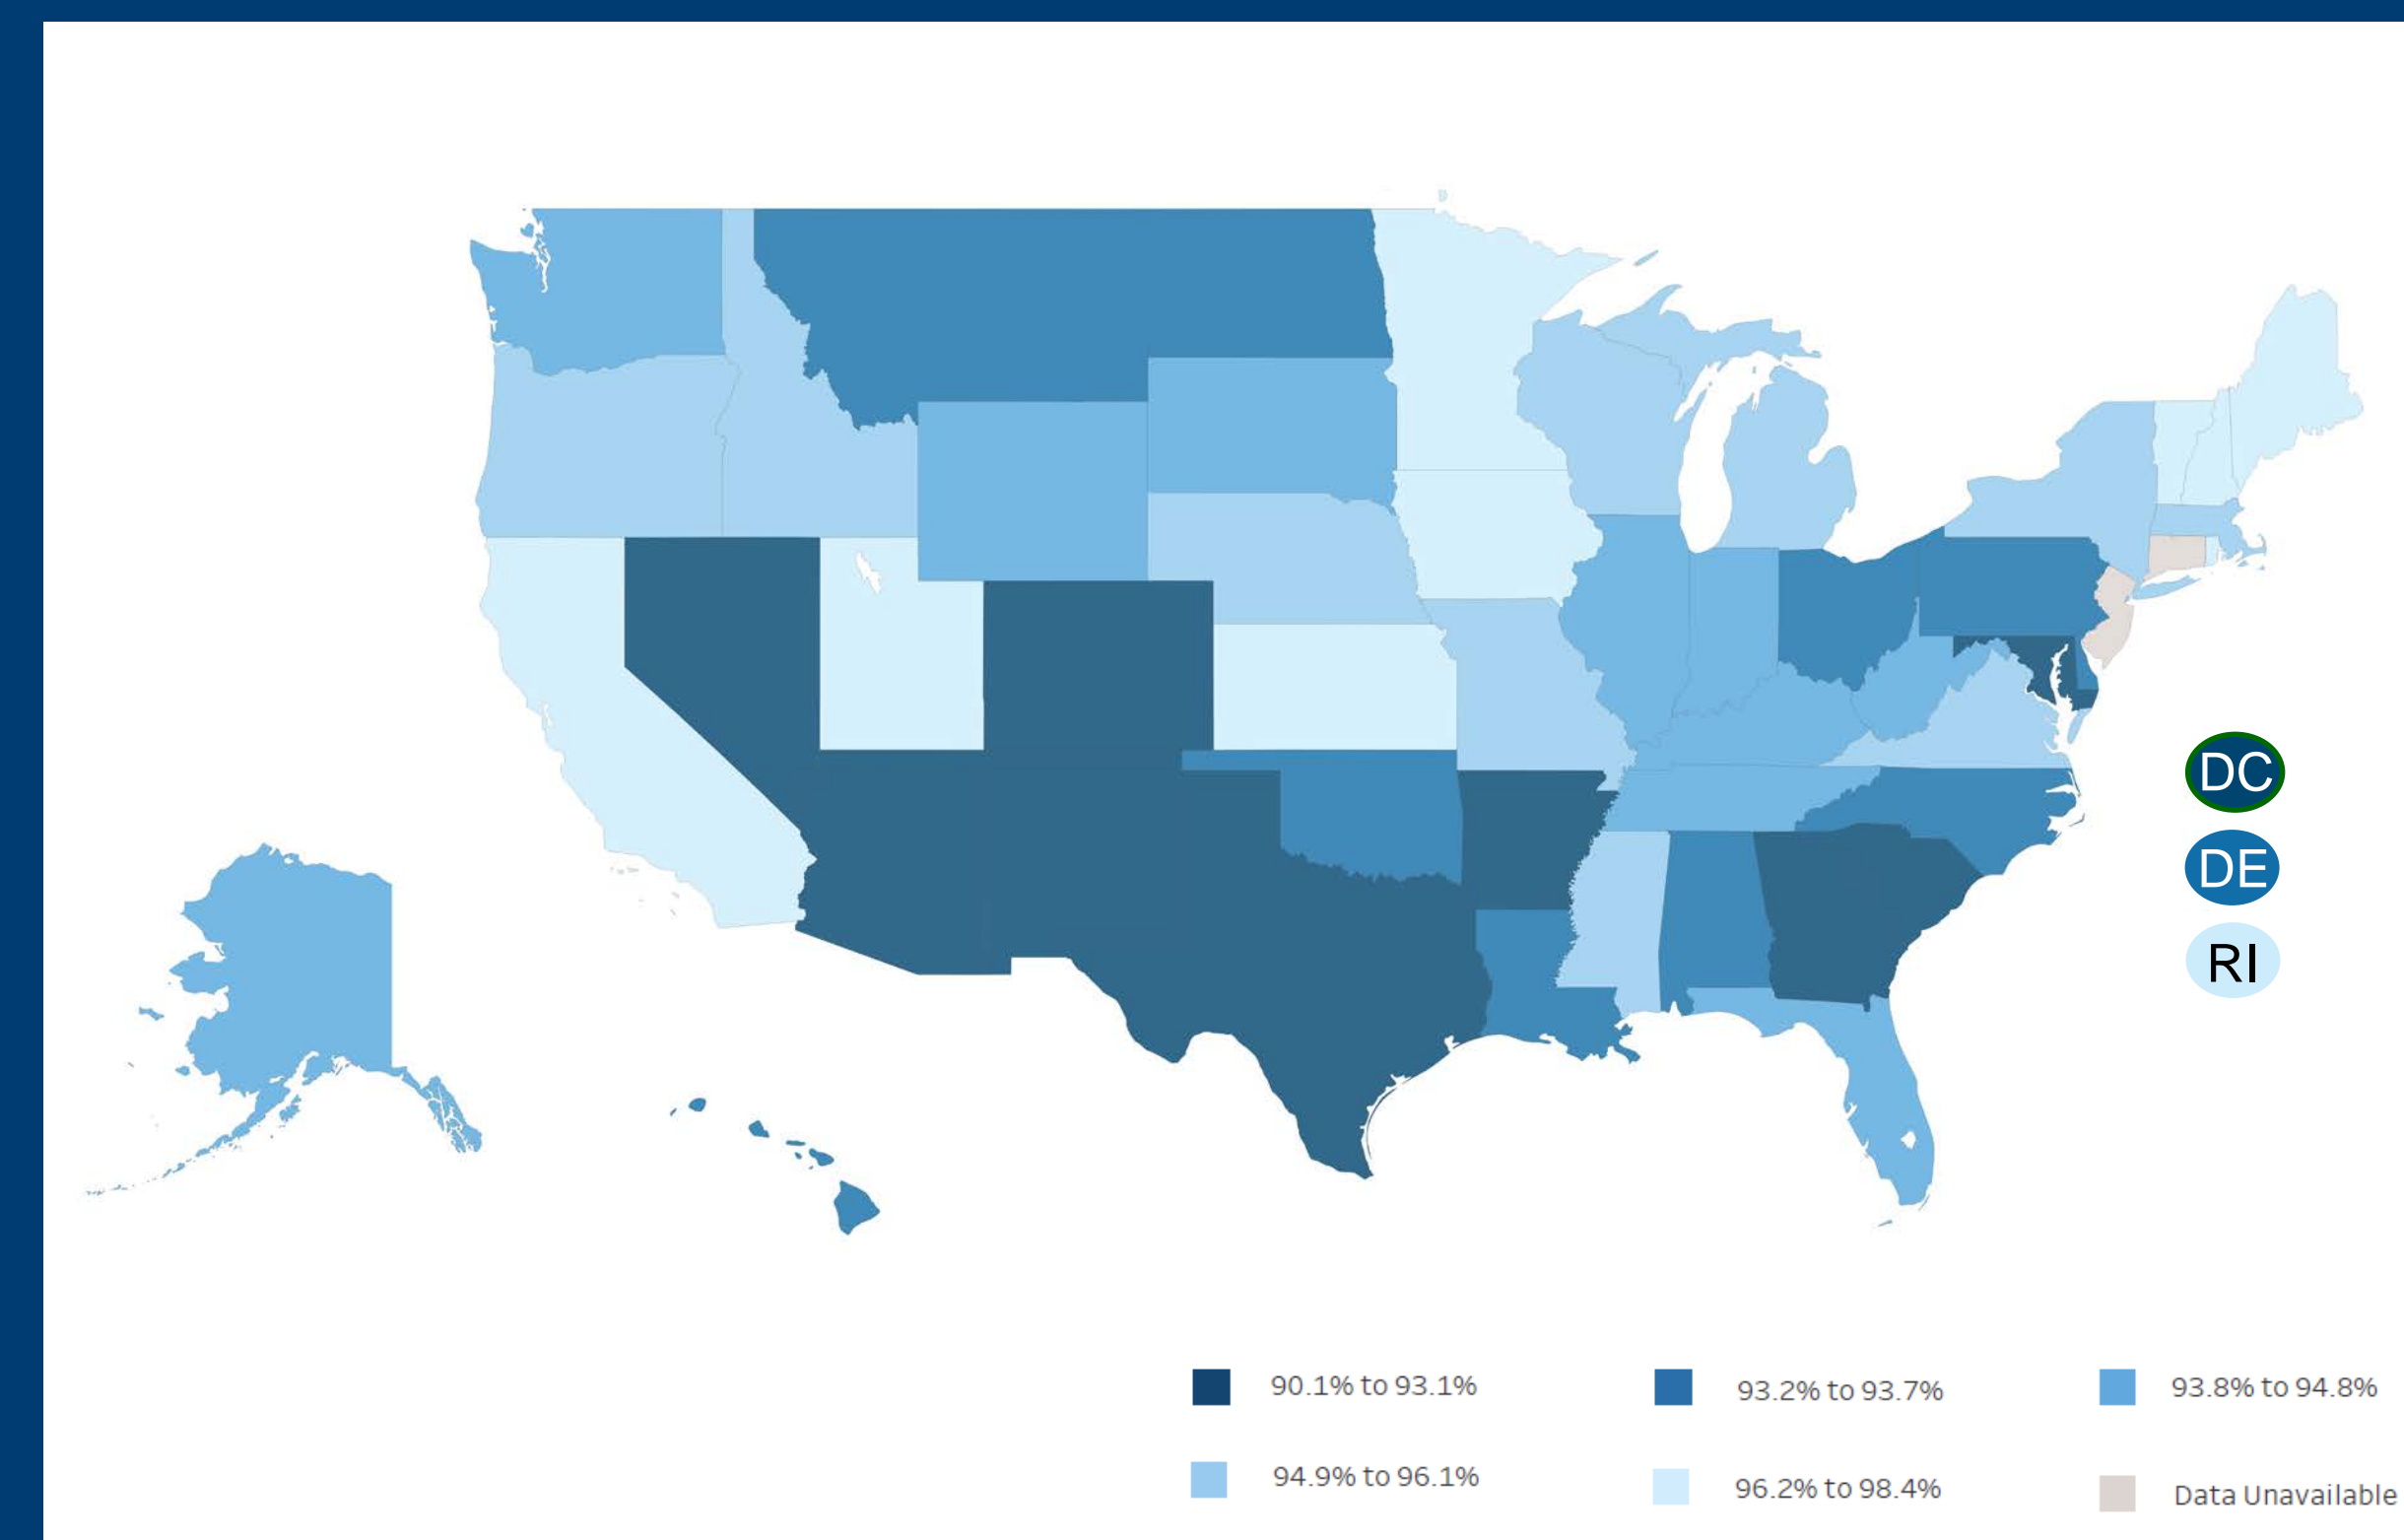 DC
DE
RI
90.1% to 93.1%
93.2% to 93.7%
93.8% to 94.8%
94.9% to 96.1%
96.2% to 98.4%
Data Unavailable